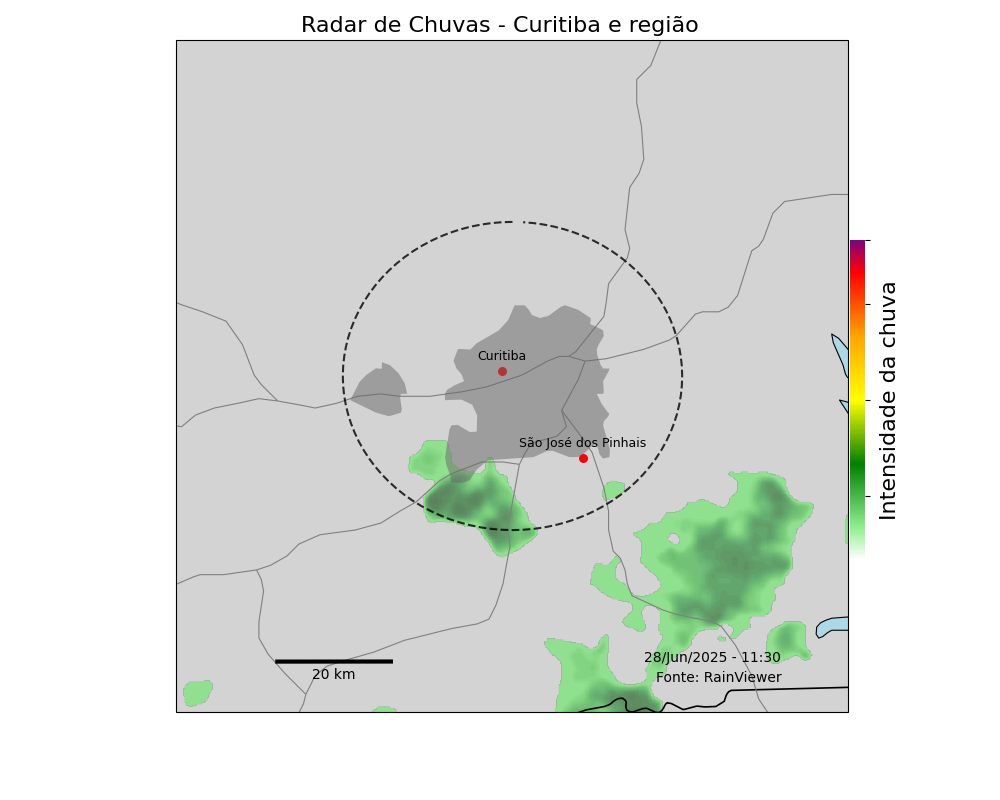 Radar de Chuvas - Curitiba e região
Curitiba
São José dos Pinhais
Intensidade da chuva
28/Jun/2025 - 11:30
Fonte: RainViewer
20 km